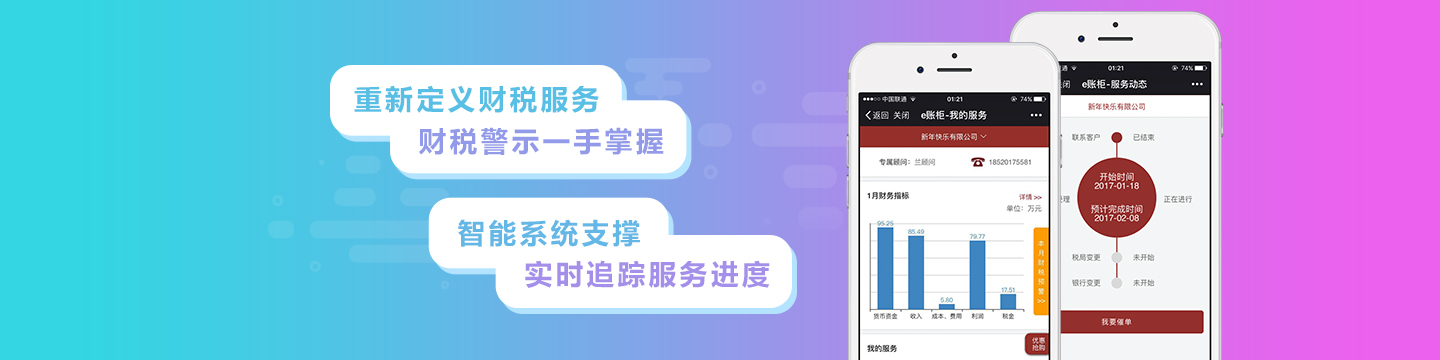 重新定义财税服务
财税警示一手掌握
智能系统支撑
实时追踪服务进度
中国联通 01:21 74%
返回 关闭 e账柜-我的服务
新年快乐有限公司
专属顾问：兰顾问 18520175581
1月财务指标 详情 >>
单位：万元
95.25 85.49 5.80 79.77 17.51
货币资金 收入 成本、费用 利润 税金
本月财税预警 >>
我的服务
优惠抢购
联通 01:21 74%
关闭 e账柜-服务动态
新年快乐有限公司
联系客户 已结束
开始时间
2017-01-18
预计完成时间
2017-02-08
正在进行
税局变更 未开始
银行变更 未开始
我要催单